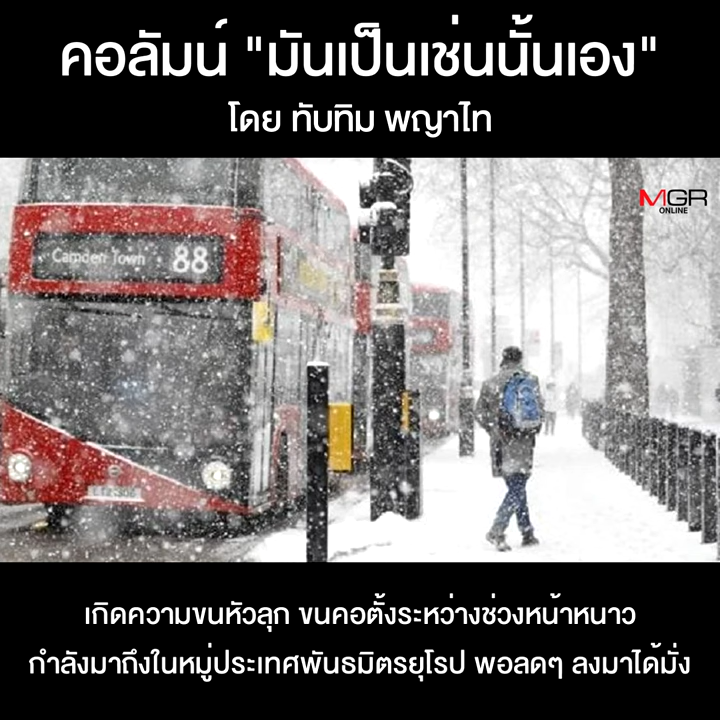 คอลัมน์ "มันเป็นเช่นนั้นเอง"
โดย ทับทิม พญาไท
MGR
ONLINE
Camden Town 88
LTZ 306
เกิดความขนหัวลุก ขนคอตั้งระหว่างช่วงหน้าหนาว
กำลังมาถึงในหมู่ประเทศพันธมิตรยุโรป พอลดๆ ลงมาได้มั่ง